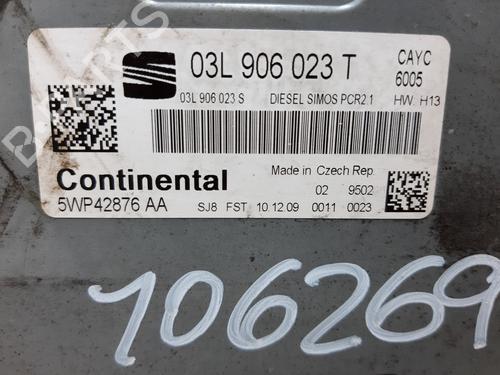 03L 906 023 T
CAYC
6005
03L 906 023 S DIESEL SIMOS PCR2.1 HW: H13
Continental
Made in Czech Rep.
02 9502
5WP42876 AA SJ8 FST 10 12 09 0011 0023
106269